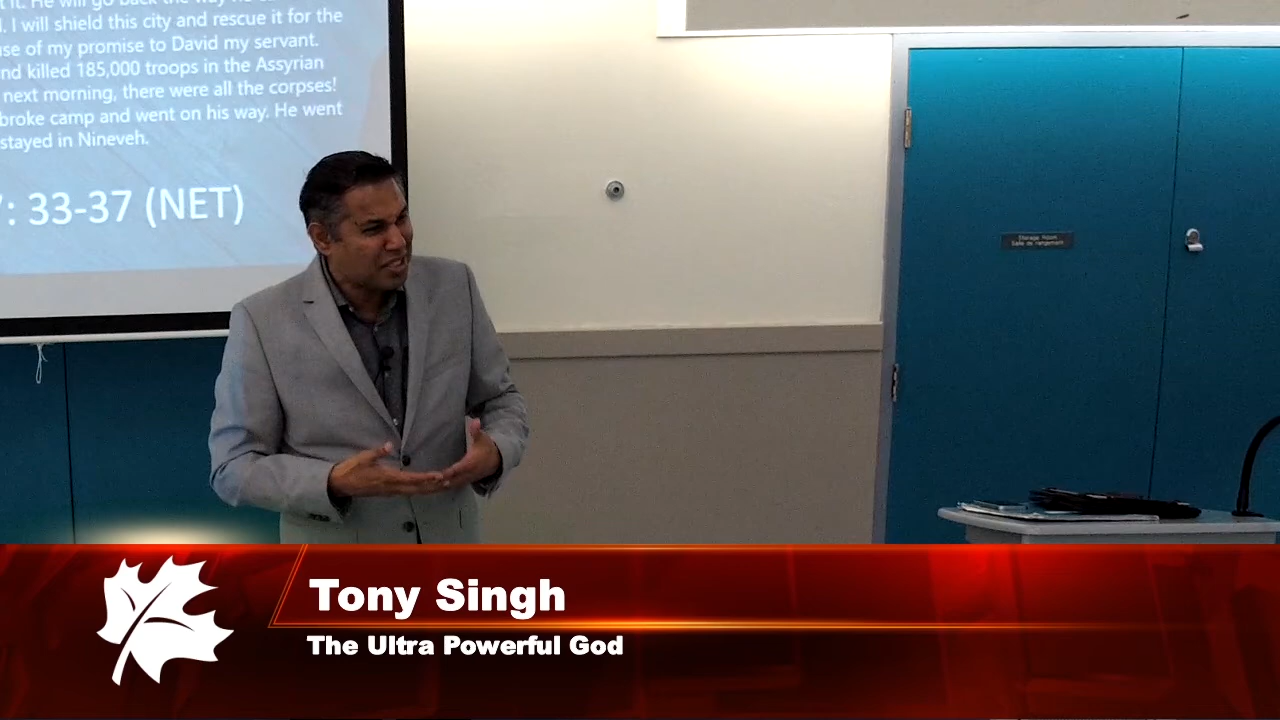 it. He will go back the way he
I will shield this city and rescue it for the
se of my promise to David my servant.
nd killed 185,000 troops in the Assyrian
next morning, there were all the corpses!
broke camp and went on his way. He went
stayed in Nineveh.
: 33-37 (NET)
Storage Room
Salle de rangement
Tony Singh
The Ultra Powerful God